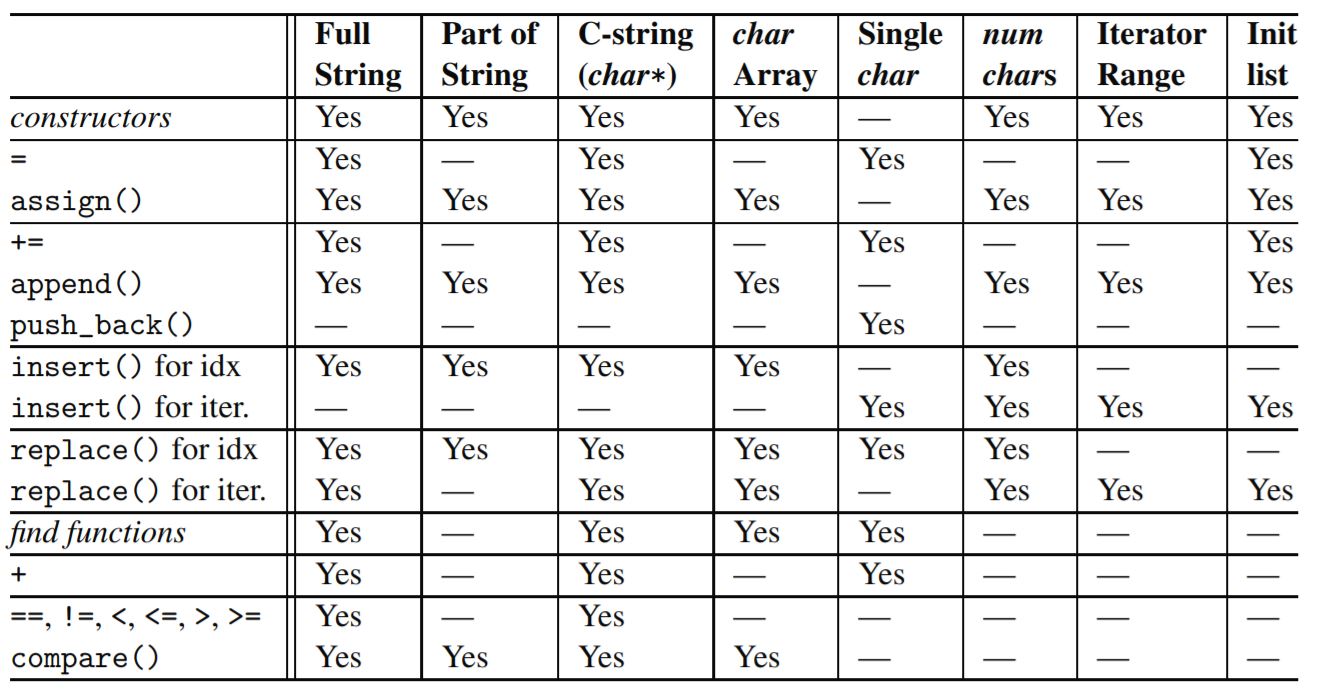 Full Part of C-string char Single num Iterator Init
String String (char*) Array char chars Range list
constructors Yes Yes Yes Yes — Yes Yes Yes
= Yes — Yes — Yes — — Yes
assign() Yes Yes Yes Yes — Yes Yes Yes
+= Yes — Yes — Yes — — Yes
append() Yes Yes Yes Yes — Yes Yes Yes
push_back() — — — — Yes — — —
insert() for idx Yes Yes Yes Yes — Yes — —
insert() for iter. — — — — Yes Yes Yes Yes
replace() for idx Yes Yes Yes Yes Yes Yes — —
replace() for iter. Yes — Yes Yes — Yes Yes Yes
find functions Yes — Yes Yes Yes — — —
+ Yes — Yes — Yes — — —
==, !=, <, <=, >, >= Yes — Yes — — — — —
compare() Yes Yes Yes Yes — — — —